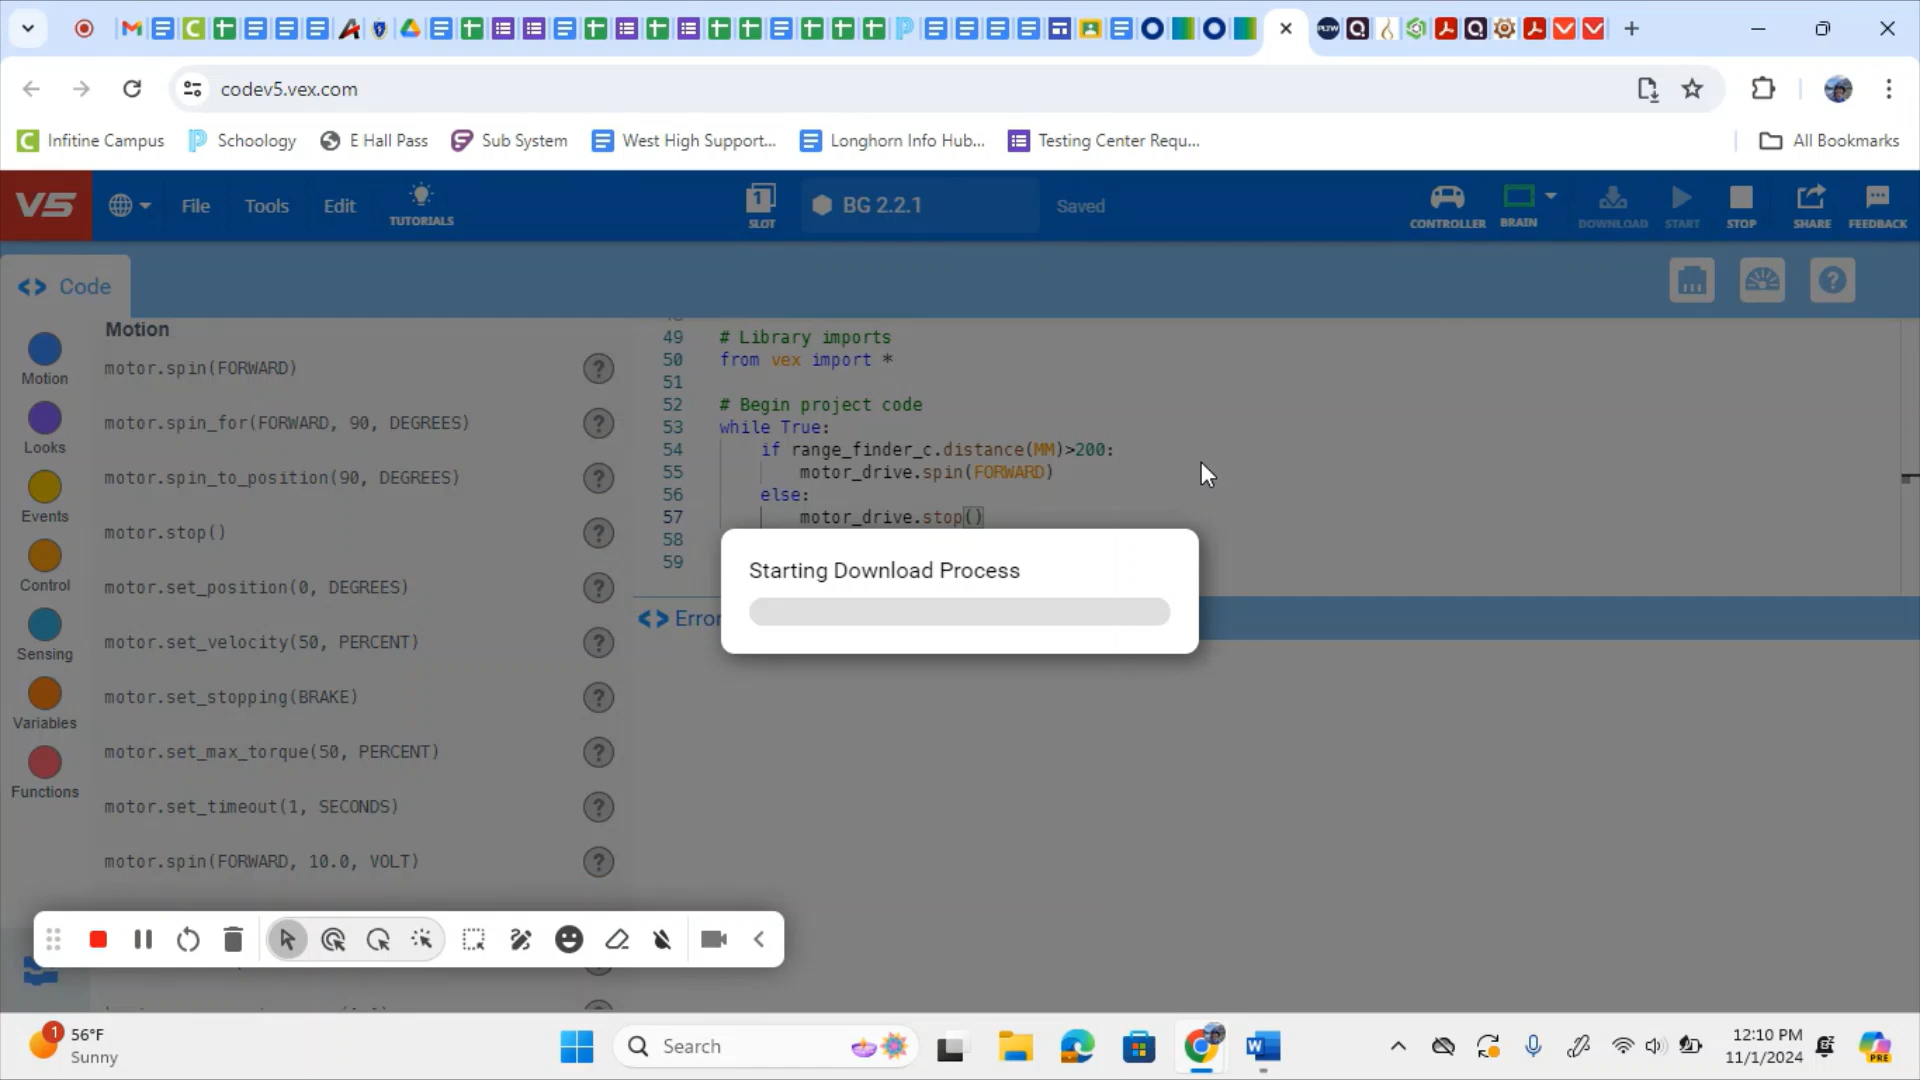 codev5.vex.com
Infitine Campus
Schoology
E Hall Pass
Sub System
West High Support...
Longhorn Info Hub...
Testing Center Requ...
All Bookmarks
V5
File
Tools
Edit
TUTORIALS
1
SLOT
BG 2.2.1
Saved
CONTROLLER
BRAIN
DOWNLOAD
START
STOP
SHARE
FEEDBACK
<> Code
Motion
Looks
Events
Control
Sensing
Variables
Functions
Motion
motor.spin(FORWARD)
motor.spin_for(FORWARD, 90, DEGREES)
motor.spin_to_position(90, DEGREES)
motor.stop()
motor.set_position(0, DEGREES)
motor.set_velocity(50, PERCENT)
motor.set_stopping(BRAKE)
motor.set_max_torque(50, PERCENT)
motor.set_timeout(1, SECONDS)
motor.spin(FORWARD, 10.0, VOLT)
49 # Library imports
50 from vex import *
51
52 # Begin project code
53 while True:
54 if range_finder_c.distance(MM)>200:
55 motor_drive.spin(FORWARD)
56 else:
57 motor_drive.stop()
58
59
Starting Download Process
<> Error
1
56°F
Sunny
Search
12:10 PM
11/1/2024
PRE